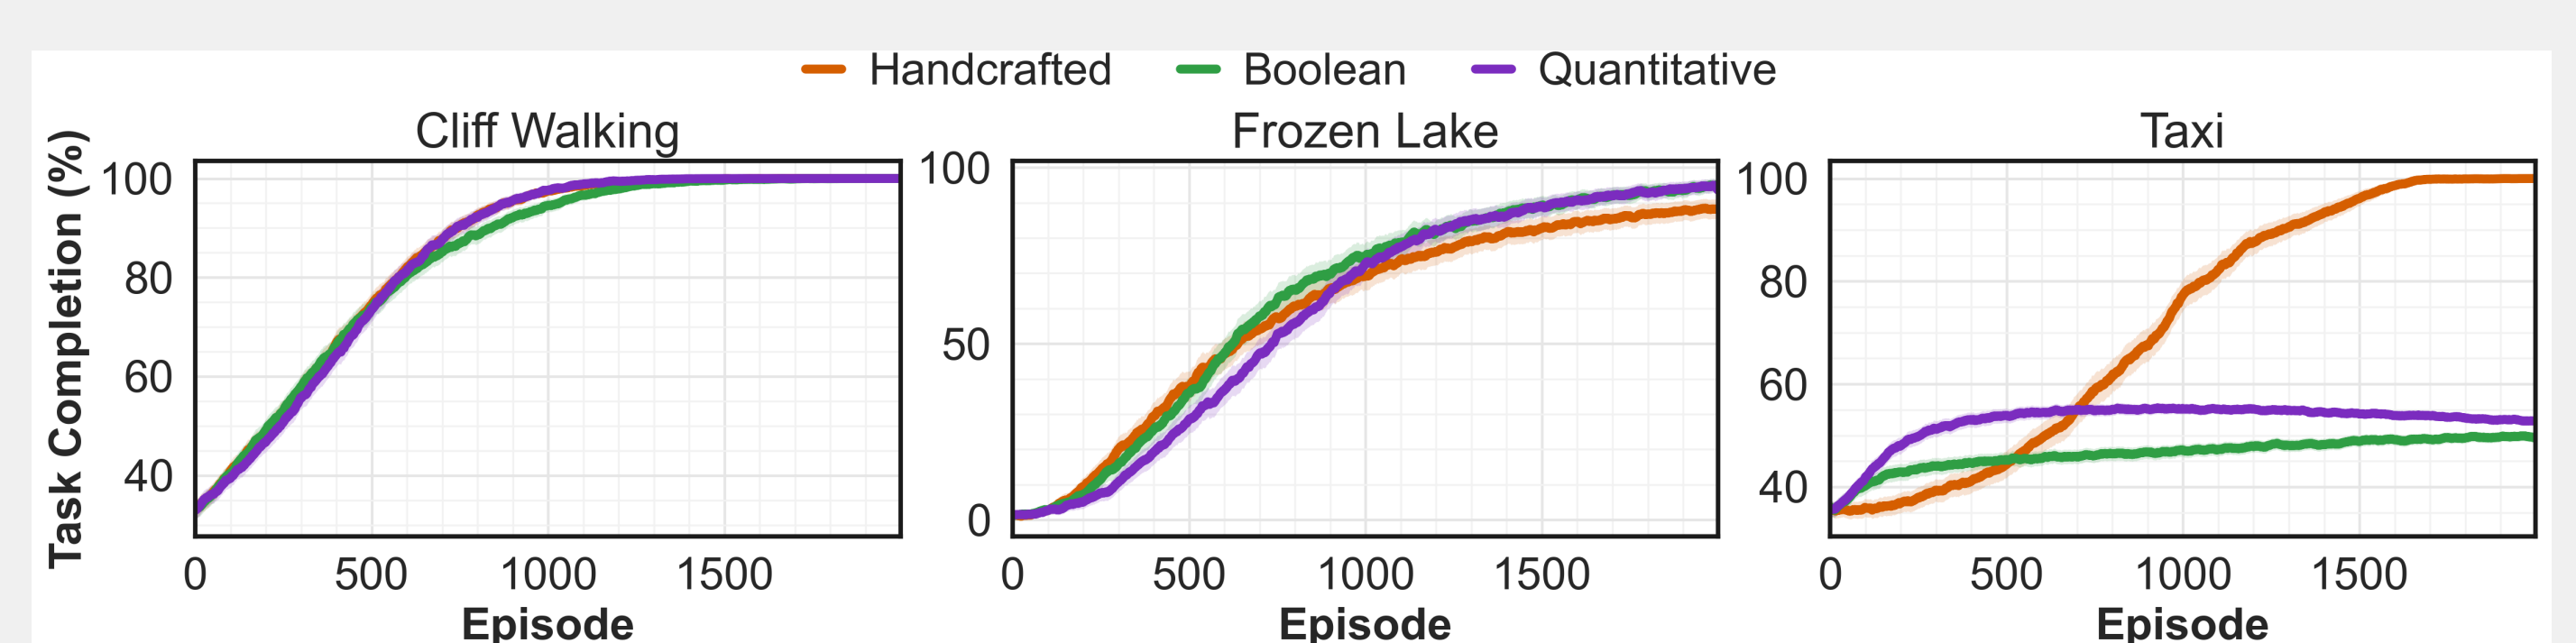 Handcrafted Boolean Quantitative
Cliff Walking Frozen Lake Taxi
Task Completion (%)
100
80
60
40
0 500 1000 1500
Episode
100
50
0
0 500 1000 1500
Episode
100
80
60
40
0 500 1000 1500
Episode